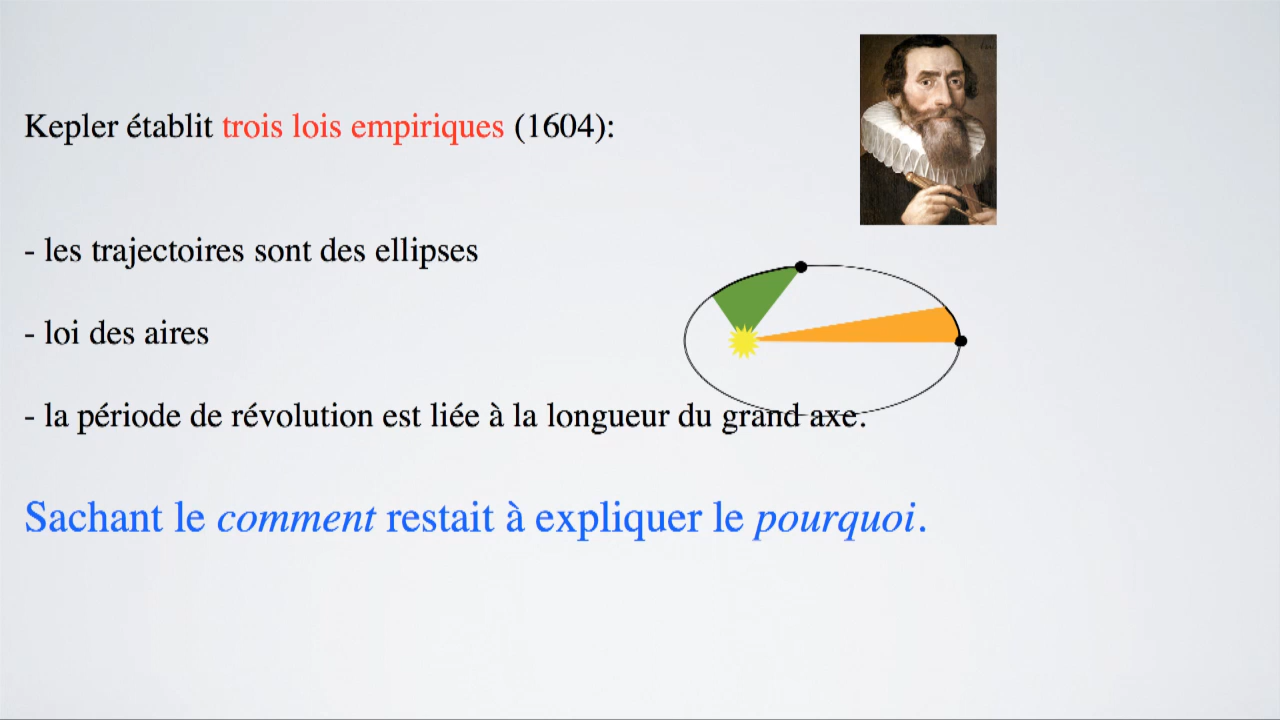 Kepler établit trois lois empiriques (1604):
- les trajectoires sont des ellipses
- loi des aires
- la période de révolution est liée à la longueur du grand axe.
Sachant le comment restait à expliquer le pourquoi.